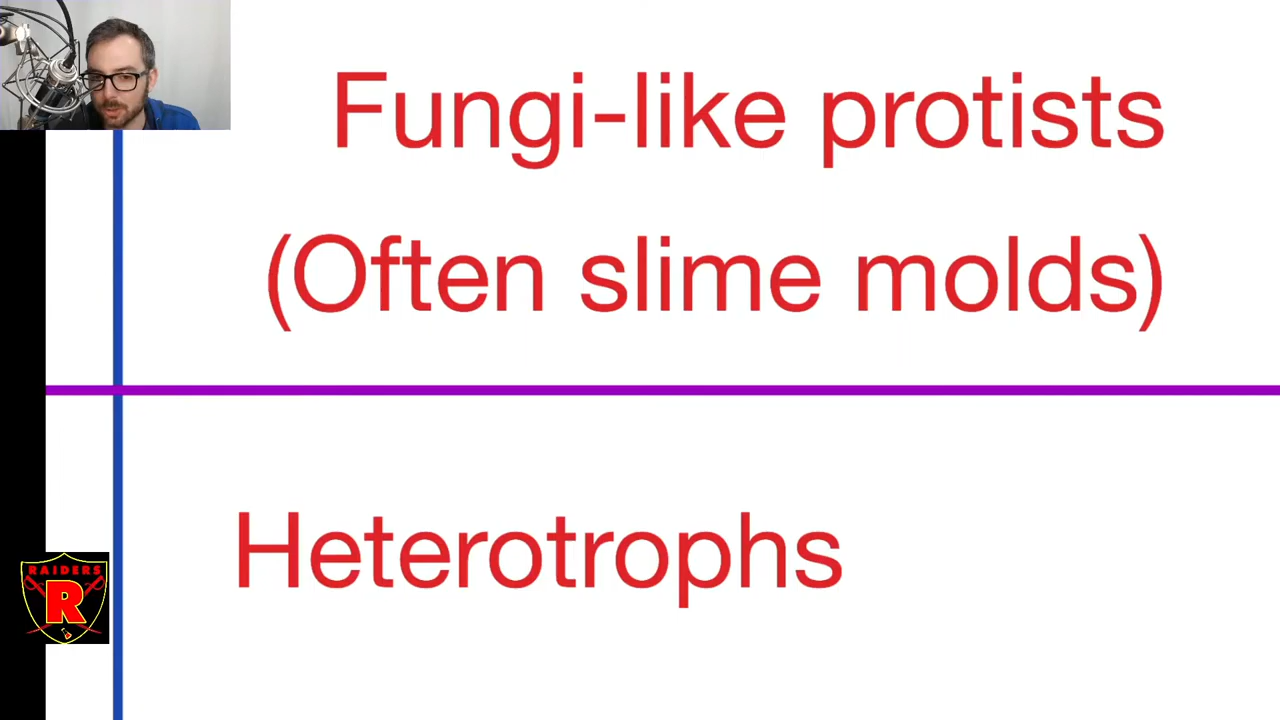 Fungi-like protists
(Often slime molds)
Heterotrophs
RAIDERS
R